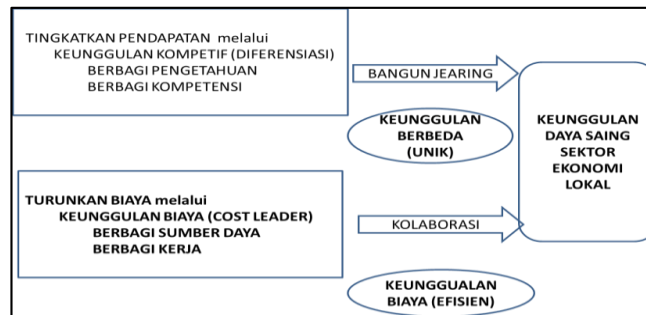 TINGKATKAN PENDAPATAN melalui
KEUNGGULAN KOMPETIF (DIFERENSIASI)
BERBAGI PENGETAHUAN
BERBAGI KOMPETENSI
BANGUN JEARING
KEUNGGULAN
BERBEDA
(UNIK)
KEUNGGULAN
DAYA SAING
SEKTOR
EKONOMI
LOKAL
TURUNKAN BIAYA melalui
KEUNGGULAN BIAYA (COST LEADER)
BERBAGI SUMBER DAYA
BERBAGI KERJA
KOLABORASI
KEUNGGUALAN
BIAYA (EFISIEN)